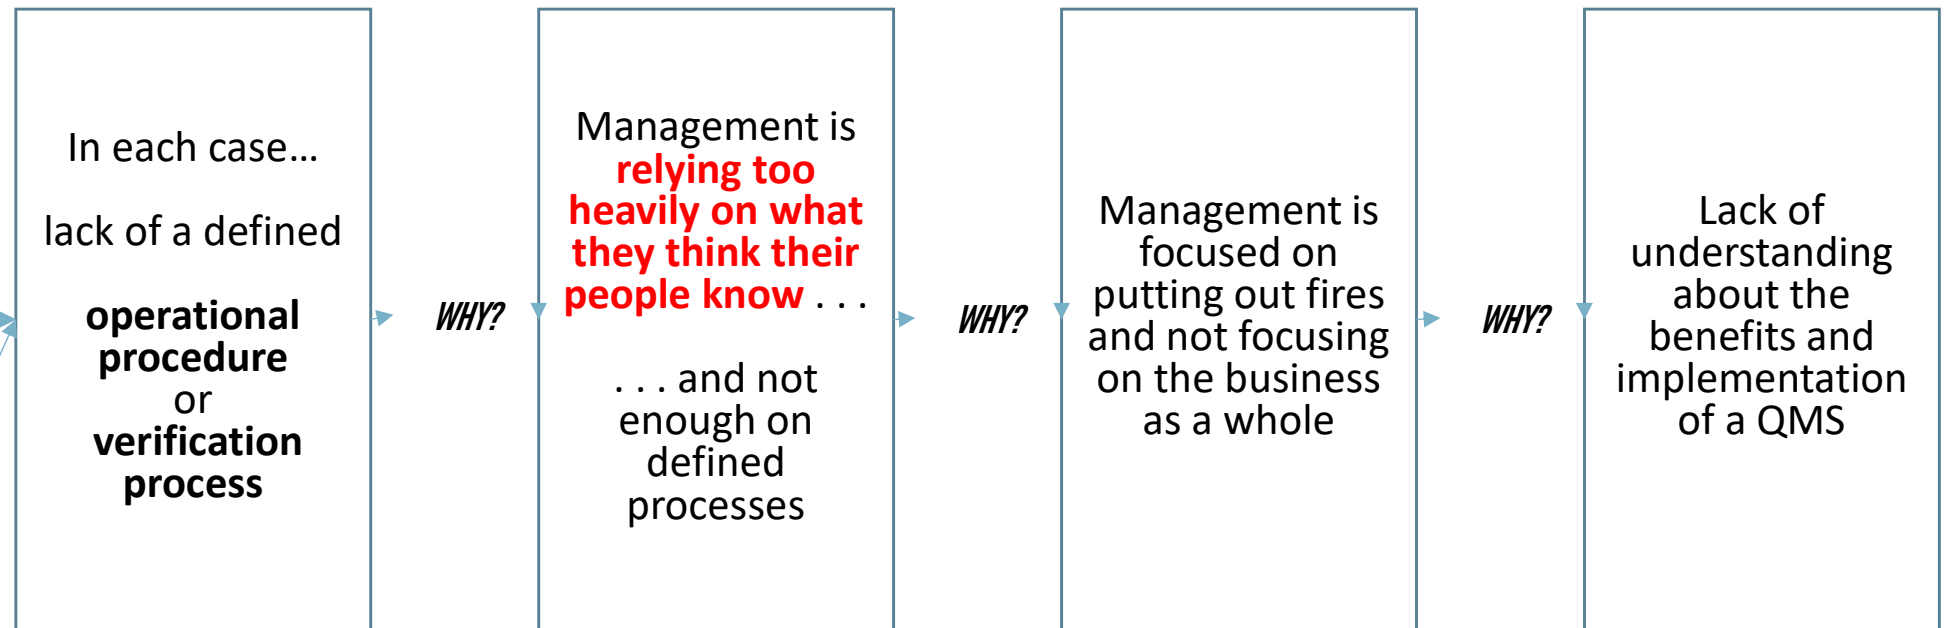 In each case…
lack of a defined
operational
procedure
or
verification
process
WHY?
Management is
relying too
heavily on what
they think their
people know . . .
. . . and not
enough on
defined
processes
WHY?
Management is
focused on
putting out fires
and not focusing
on the business
as a whole
WHY?
Lack of
understanding
about the
benefits and
implementation
of a QMS